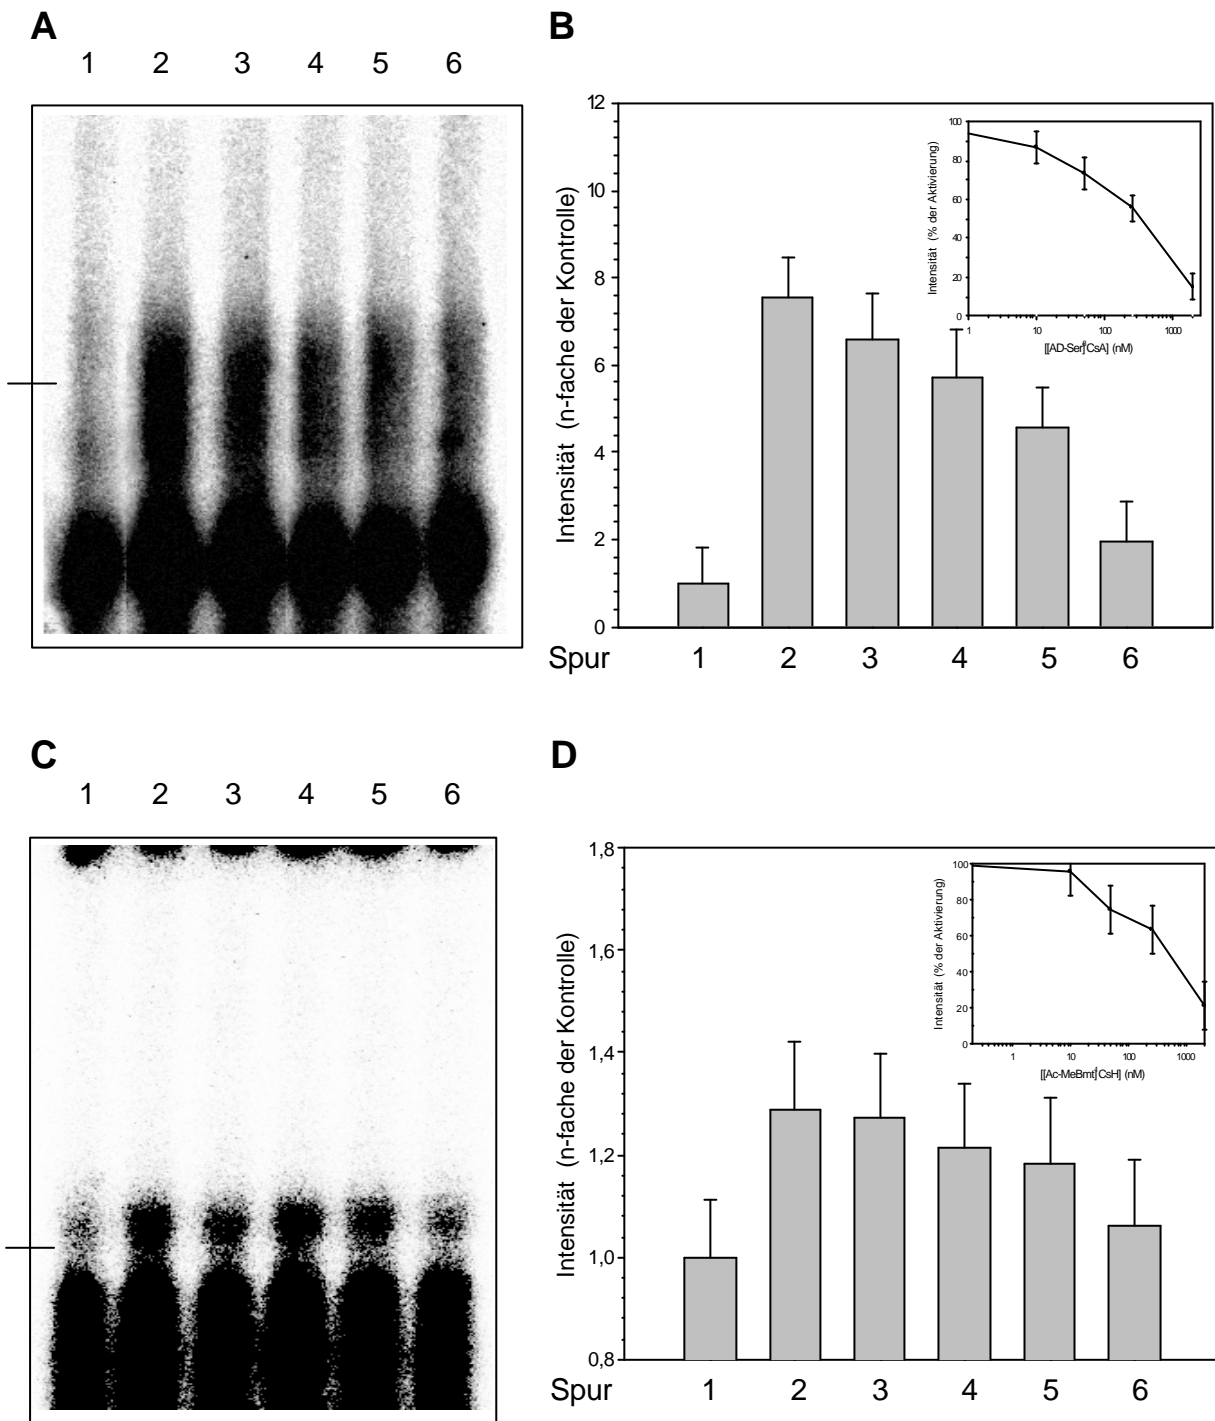 A
1 2 3 4 5 6
B
Intensität (n-fache der Kontrolle)
12
10
8
6
4
2
0
Spur 1 2 3 4 5 6
Intensität (% der Aktivierung)
100
80
60
40
20
0
1 10 100 1000
[[AD-Ser]⁸CsA] (nM)
C
1 2 3 4 5 6
D
Intensität (n-fache der Kontrolle)
1,8
1,6
1,4
1,2
1,0
0,8
Spur 1 2 3 4 5 6
Intensität (% der Aktivierung)
100
80
60
40
20
0
1 10 100 1000
[[Ac-MeBmt]¹CsH] (nM)